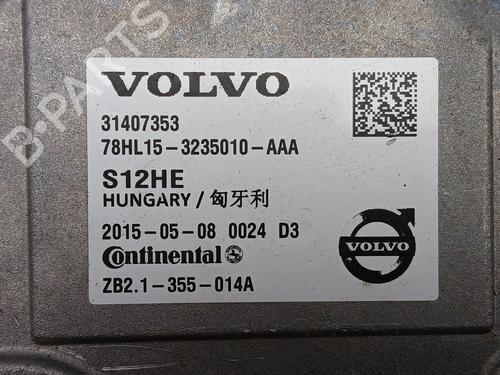 B-PARTS
VOLVO
31407353
78HL15-3235010-AAA
S12HE
HUNGARY/匈牙利
2015-05-08 0024 D3
Continental
VOLVO
ZB2.1-355-014A